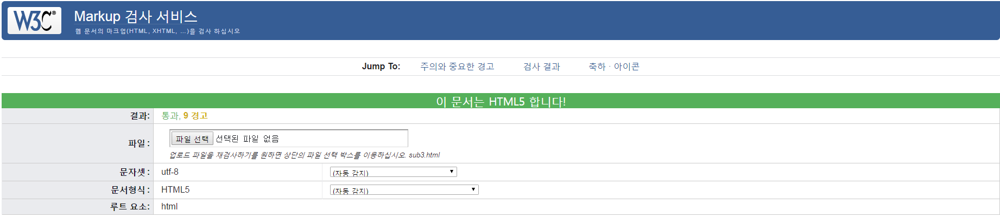 W3C®
Markup 검사 서비스
웹 문서의 마크업(HTML, XHTML, ...)을 검사 하십시오
Jump To: 주의와 중요한 경고 검사 결과 축하 · 아이콘
이 문서는 HTML5 합니다!
결과: 통과, 9 경고
파일 : 파일 선택 선택된 파일 없음
업로드 파일을 재검사하기를 원하면 상단의 파일 선택 박스를 이용하십시오. sub3.html
문자셋 : utf-8 (자동 감지)
문서형식 : HTML5 (자동 감지)
루트 요소: html